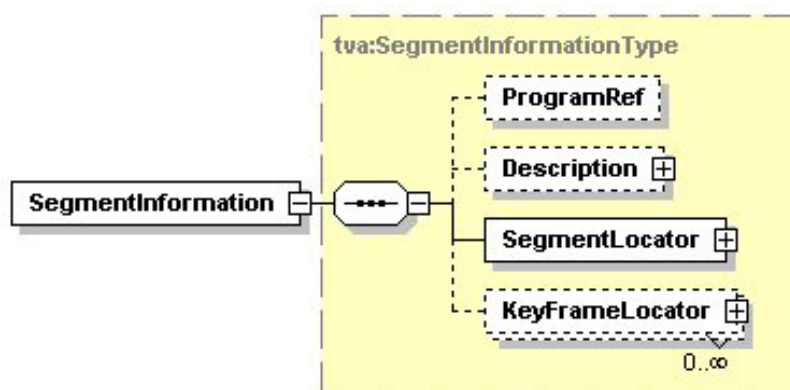 tva:SegmentInformationType
ProgramRef
Description
SegmentInformation
SegmentLocator
KeyFrameLocator
0..∞